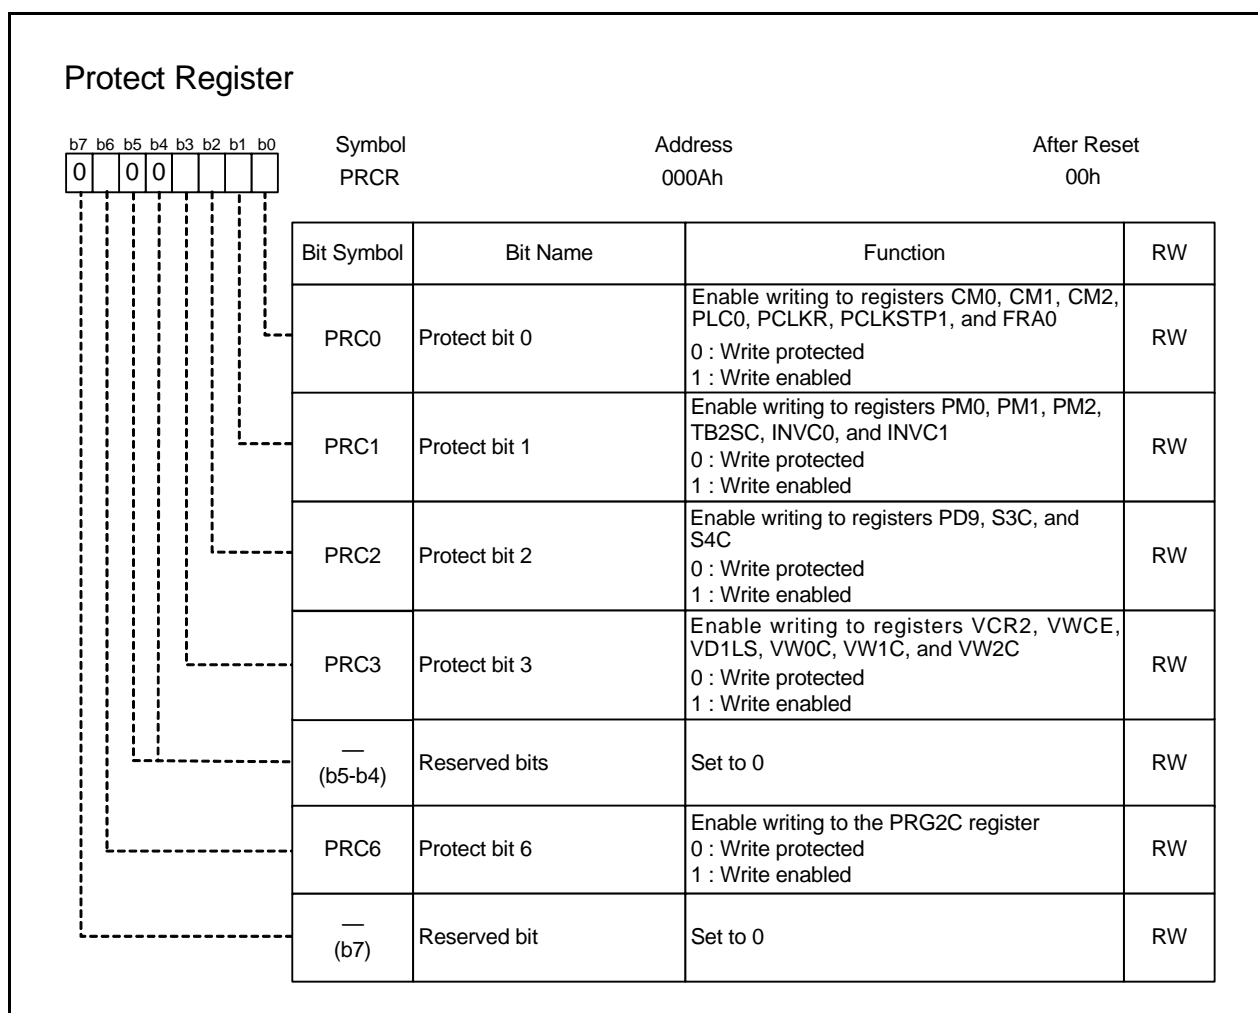 Protect Register
b7 b6 b5 b4 b3 b2 b1 b0
0 0 0
Symbol Address After Reset
PRCR 000Ah 00h
Bit Symbol Bit Name Function RW
PRC0 Protect bit 0 Enable writing to registers CM0, CM1, CM2,
PLC0, PCLKR, PCLKSTP1, and FRA0
0 : Write protected
1 : Write enabled RW
PRC1 Protect bit 1 Enable writing to registers PM0, PM1, PM2,
TB2SC, INVC0, and INVC1
0 : Write protected
1 : Write enabled RW
PRC2 Protect bit 2 Enable writing to registers PD9, S3C, and
S4C
0 : Write protected
1 : Write enabled RW
PRC3 Protect bit 3 Enable writing to registers VCR2, VWCE,
VD1LS, VW0C, VW1C, and VW2C
0 : Write protected
1 : Write enabled RW
—
(b5-b4) Reserved bits Set to 0 RW
PRC6 Protect bit 6 Enable writing to the PRG2C register
0 : Write protected
1 : Write enabled RW
—
(b7) Reserved bit Set to 0 RW